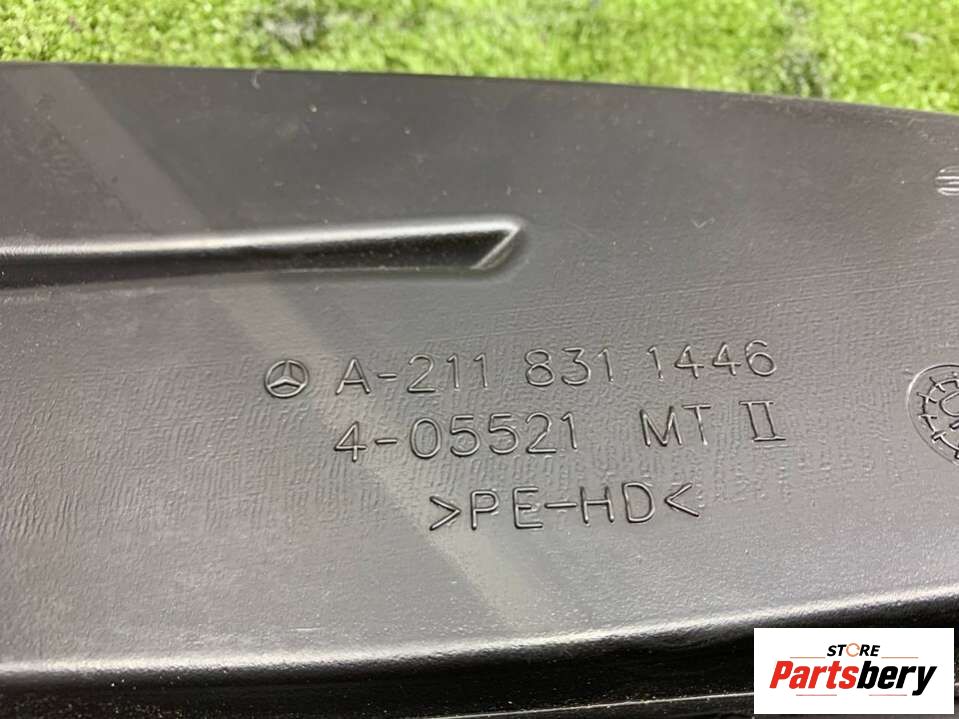 A-211 831 1446
4-05521 MT II
>PE-HD<
STORE
Partsbery